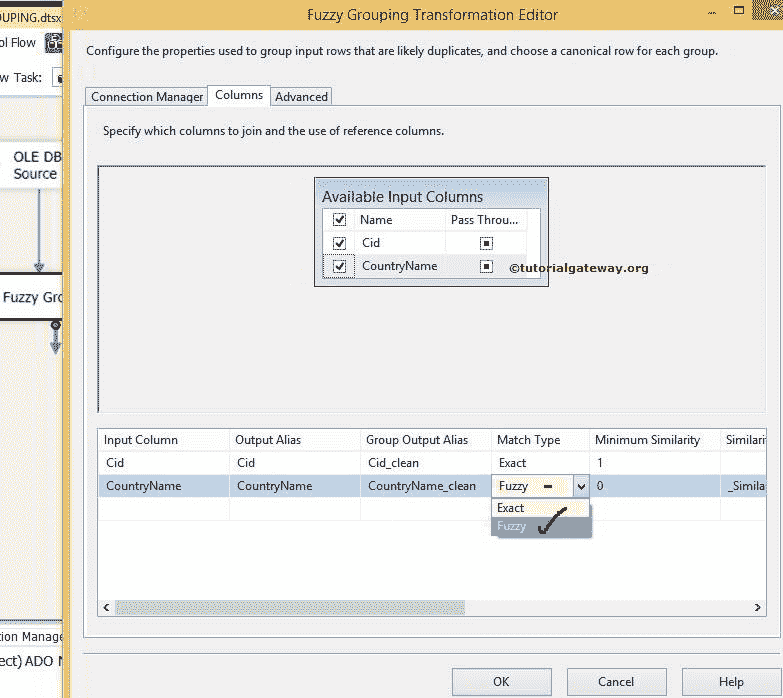 OUPING.dtsx
Fuzzy Grouping Transformation Editor
ol Flow
Configure the properties used to group input rows that are likely duplicates, and choose a canonical row for each group.
w Task:
Connection Manager Columns Advanced
Specify which columns to join and the use of reference columns.
OLE DB
Source
Available Input Columns
Name Pass Throu...
Cid
CountryName
©tutorialgateway.org
Fuzzy Gro
Input Column Output Alias Group Output Alias Match Type Minimum Similarity Similari
Cid Cid Cid_clean Exact 1
CountryName CountryName CountryName_clean Fuzzy 0 _Simila
Exact
Fuzzy
tion Manage
ect) ADO N
OK Cancel Help